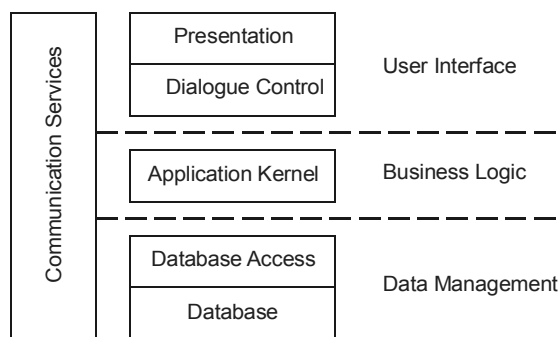 Communication Services
Presentation
Dialogue Control
User Interface
Application Kernel
Business Logic
Database Access
Database
Data Management